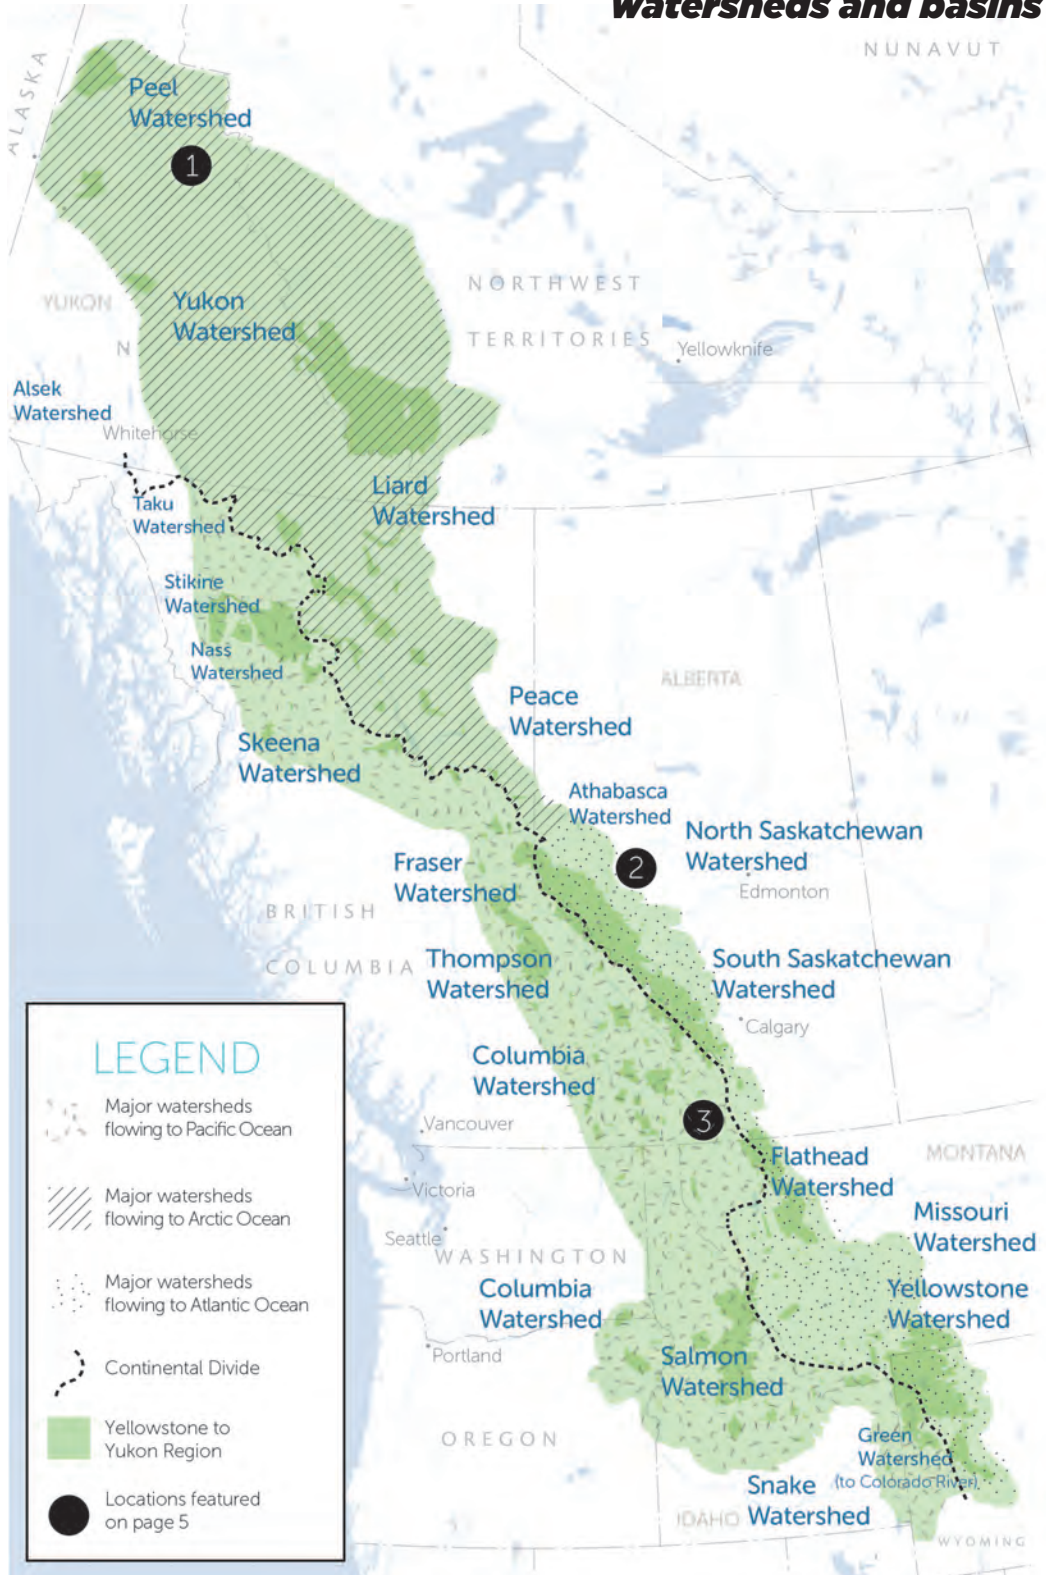 Watersheds and basins
NUNAVUT
ALASKA
Peel
Watershed
1
NORTHWEST
TERRITORIES
YUKON
Yukon
Watershed
N
Yellowknife
Alsek
Watershed
Whitehorse
Liard
Watershed
Taku
Watershed
Stikine
Watershed
Nass
Watershed
ALBERTA
Peace
Watershed
Skeena
Watershed
Athabasca
Watershed
North Saskatchewan
Watershed
2
Edmonton
Fraser
Watershed
BRITISH
COLUMBIA
Thompson
Watershed
South Saskatchewan
Watershed
Calgary
Columbia
Watershed
Vancouver
3
Flathead
Watershed
MONTANA
Victoria
Missouri
Watershed
Seattle
WASHINGTON
Columbia
Watershed
Yellowstone
Watershed
Portland
Salmon
Watershed
OREGON
Green
Watershed
(to Colorado River)
Snake
Watershed
IDAHO
WYOMING
LEGEND
Major watersheds
flowing to Pacific Ocean
Major watersheds
flowing to Arctic Ocean
Major watersheds
flowing to Atlantic Ocean
Continental Divide
Yellowstone to
Yukon Region
Locations featured
on page 5